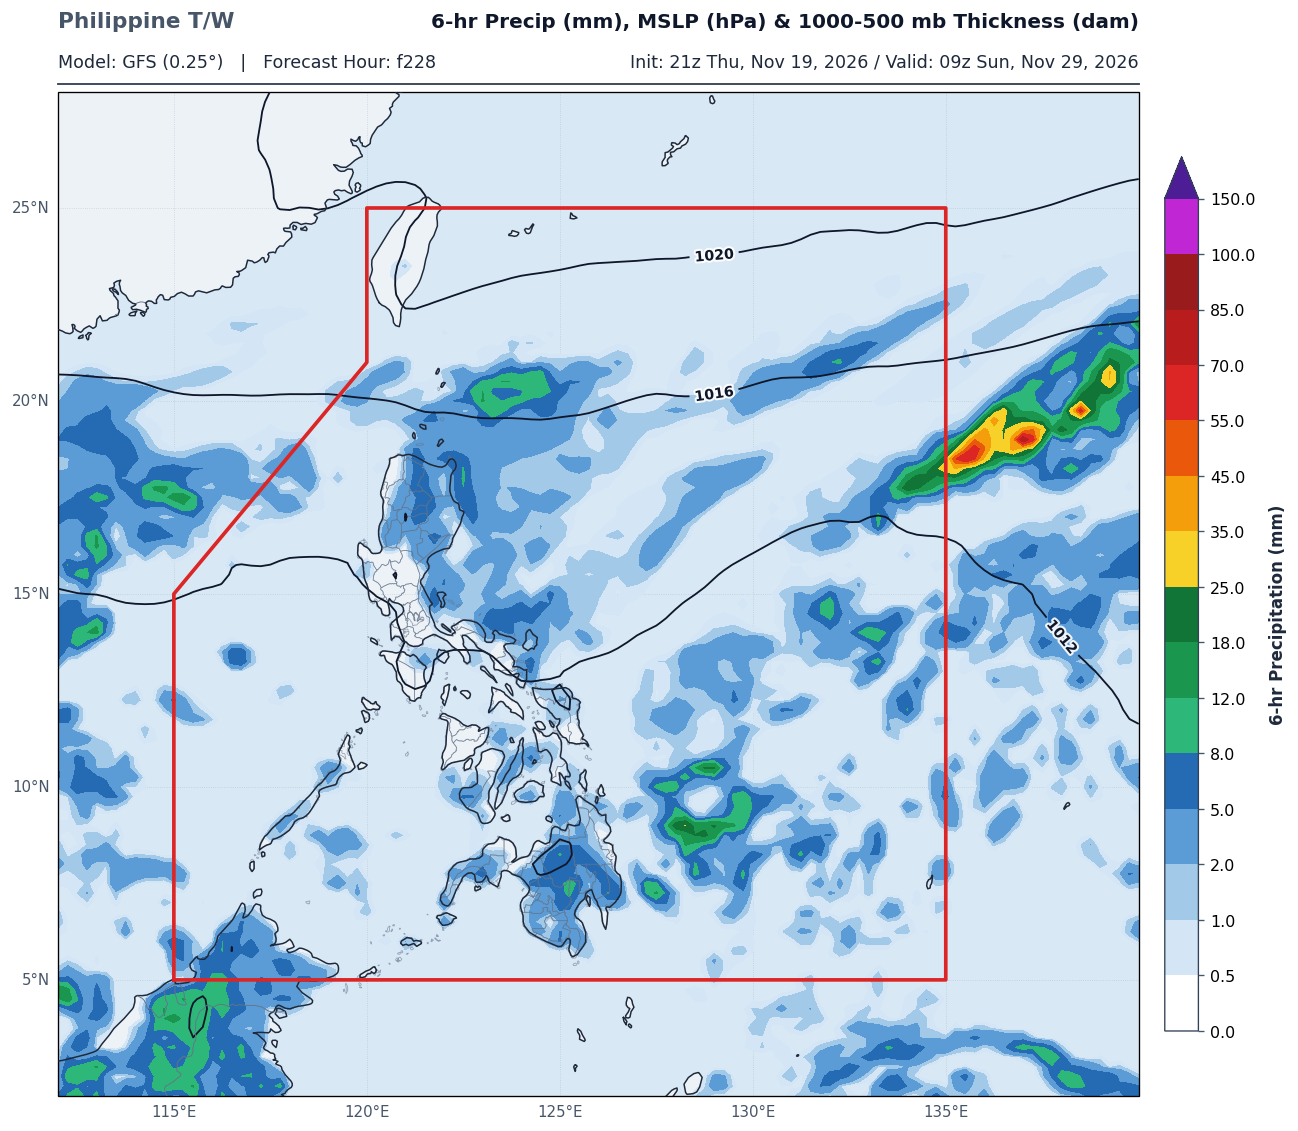 Philippine T/W
6-hr Precip (mm), MSLP (hPa) & 1000-500 mb Thickness (dam)
Model: GFS (0.25°) | Forecast Hour: f228
Init: 21z Thu, Nov 19, 2026 / Valid: 09z Sun, Nov 29, 2026
25°N
20°N
15°N
10°N
5°N
115°E
120°E
125°E
130°E
135°E
1020
1016
1012
150.0
100.0
85.0
70.0
55.0
45.0
35.0
25.0
18.0
12.0
8.0
5.0
2.0
1.0
0.5
0.0
6-hr Precipitation (mm)